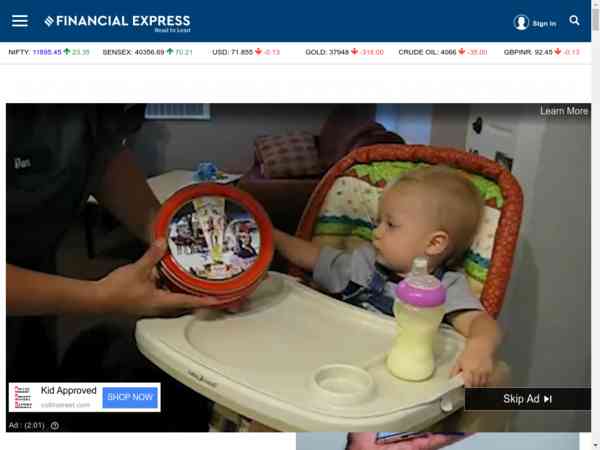 FINANCIAL EXPRESS
Read to Lead
Sign In
NIFTY: 11895.45 23.35 SENSEX: 40356.69 70.21 USD: 71.855 -0.13 GOLD: 37948 -318.00 CRUDE OIL: 4066 -35.00 GBPINR: 92.45 -0.13
Learn More
Kid Approved
SHOP NOW
Skip Ad
Ad : (2:01)